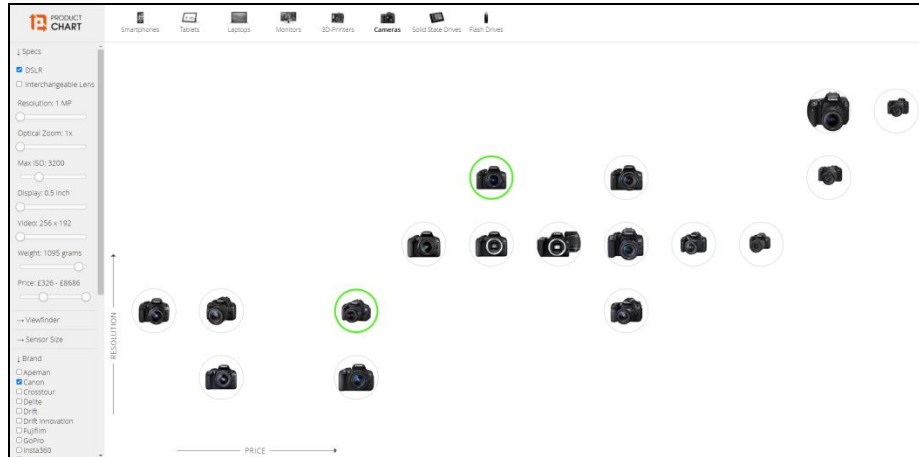 PRODUCT
CHART
Smartphones
Tablets
Laptops
Monitors
3D-Printers
Cameras
Solid State Drives
Flash Drives
↓ Specs
DSLR
Interchangeable Lens
Resolution: 1 MP
Optical Zoom: 1x
Max ISO: 3200
Display: 0.5 inch
Video: 256 x 192
Weight: 1095 grams
Price: £326 - £8686
→ Viewfinder
→ Sensor Size
↓ Brand
Apeman
Canon
Crosstour
Delite
Drift
Drift Innovation
Fujifilm
GoPro
Insta360
RESOLUTION
PRICE